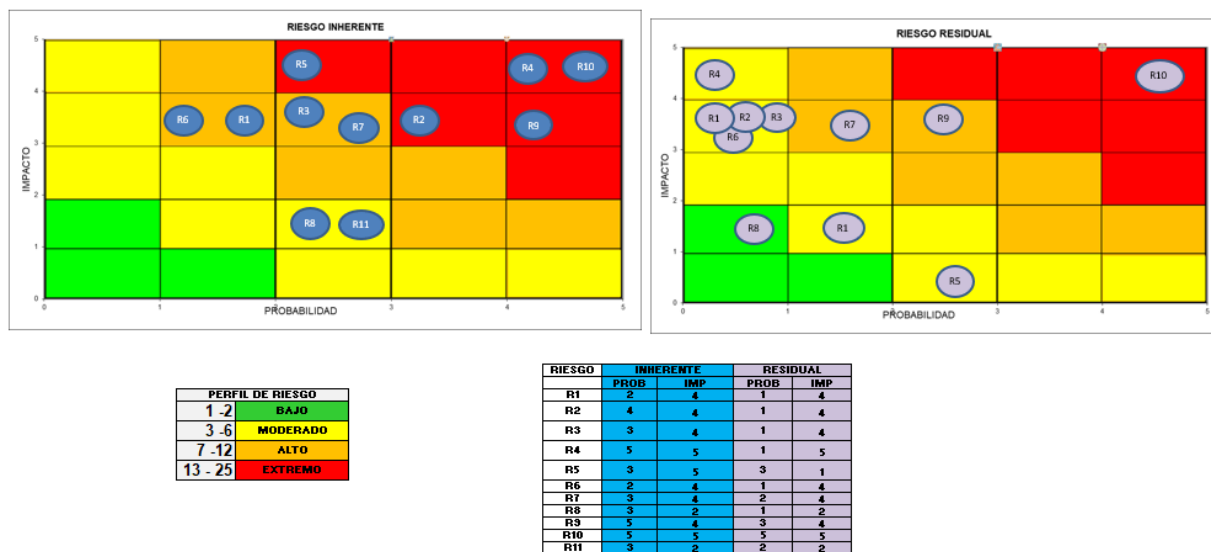 RIESGO INHERENTE
5
4
3
2
1
0
IMPACTO
R5
R4
R10
R6
R1
R3
R7
R2
R9
R8
R11
0
1
2
3
4
5
PROBABILIDAD
RIESGO RESIDUAL
5
4
3
2
1
0
IMPACTO
R4
R10
R1
R2
R3
R6
R7
R9
R8
R1
R5
0
1
2
3
4
5
PROBABILIDAD
PERFIL DE RIESGO
1 -2 BAJO
3 -6 MODERADO
7 -12 ALTO
13 - 25 EXTREMO
RIESGO INHERENTE RESIDUAL
PROB IMP PROB IMP
R1 2 4 1 4
R2 4 4 1 4
R3 3 4 1 4
R4 5 5 1 5
R5 3 5 3 1
R6 2 4 1 4
R7 3 4 2 4
R8 3 2 1 2
R9 5 4 3 4
R10 5 5 5 5
R11 3 2 2 2